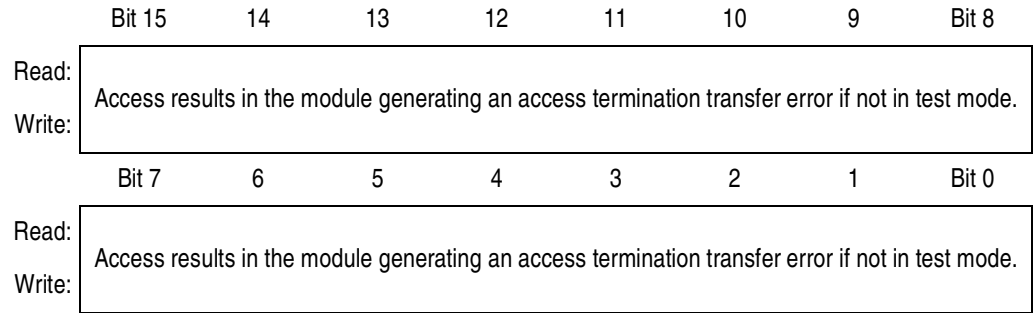 Bit 15 14 13 12 11 10 9 Bit 8
Read:
Access results in the module generating an access termination transfer error if not in test mode.
Write:
Bit 7 6 5 4 3 2 1 Bit 0
Read:
Access results in the module generating an access termination transfer error if not in test mode.
Write: